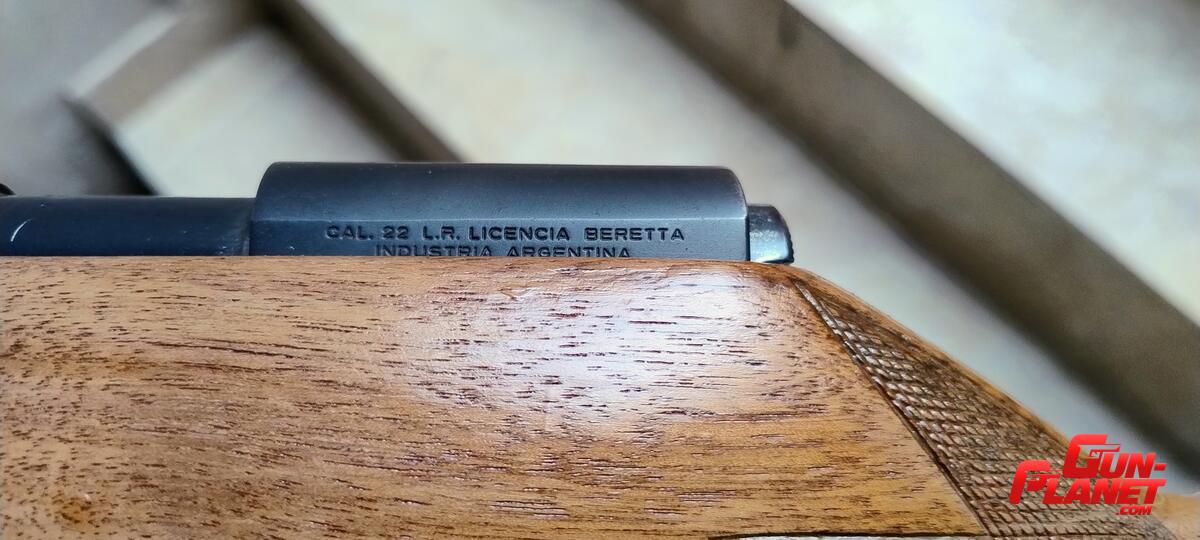 CAL. 22 L.R. LICENCIA BERETTA
INDUSTRIA ARGENTINA
GUN-
PLANET
.COM